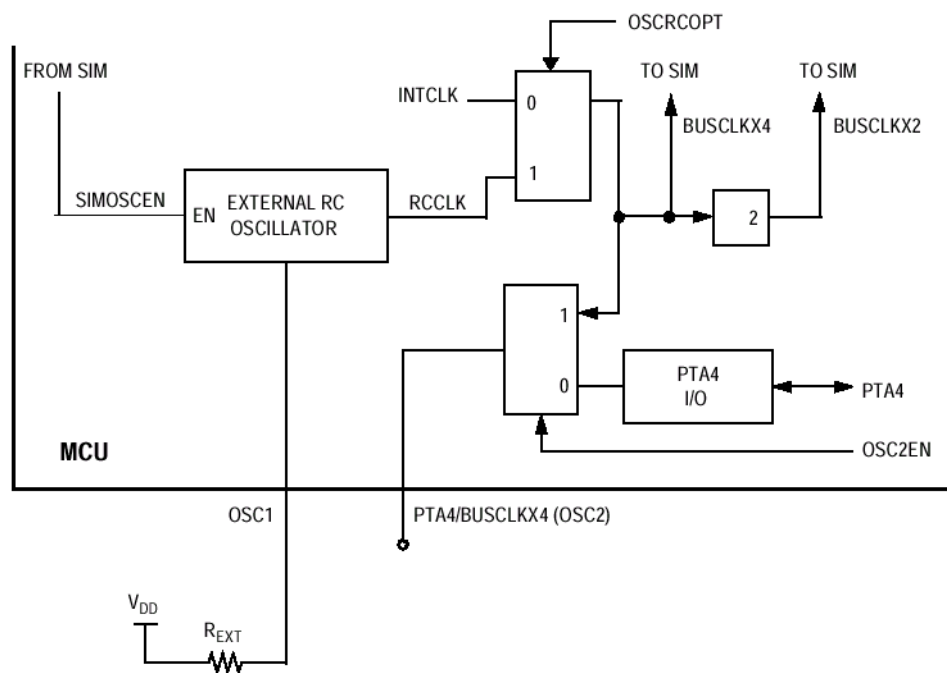 OSCRCOPT
FROM SIM
TO SIM
TO SIM
INTCLK
0
BUSCLKX4
BUSCLKX2
1
SIMOSCEN
EN
EXTERNAL RC
OSCILLATOR
RCCLK
2
1
0
PTA4
I/O
PTA4
MCU
OSC2EN
OSC1
PTA4/BUSCLKX4 (OSC2)
VDD
REXT